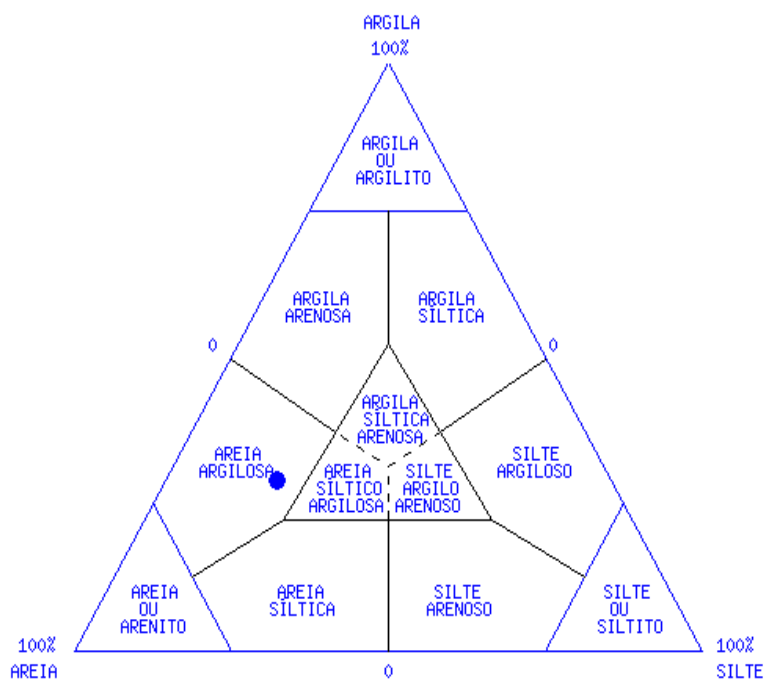 ARGILA
100%
ARGILA
OU
ARGILITO
ARGILA
ARENOSA
ARGILA
SÍLTICA
0
0
ARGILA
SÍLTICA
ARENOSA
AREIA
ARGILOSA
SILTE
ARGILOSO
AREIA
SÍLTICO
ARGILOSA
SILTE
ARGILO
ARENOSO
AREIA
OU
ARENITO
AREIA
SÍLTICA
SILTE
ARENOSO
SILTE
OU
SILTITO
100%
AREIA
0
100%
SILTE